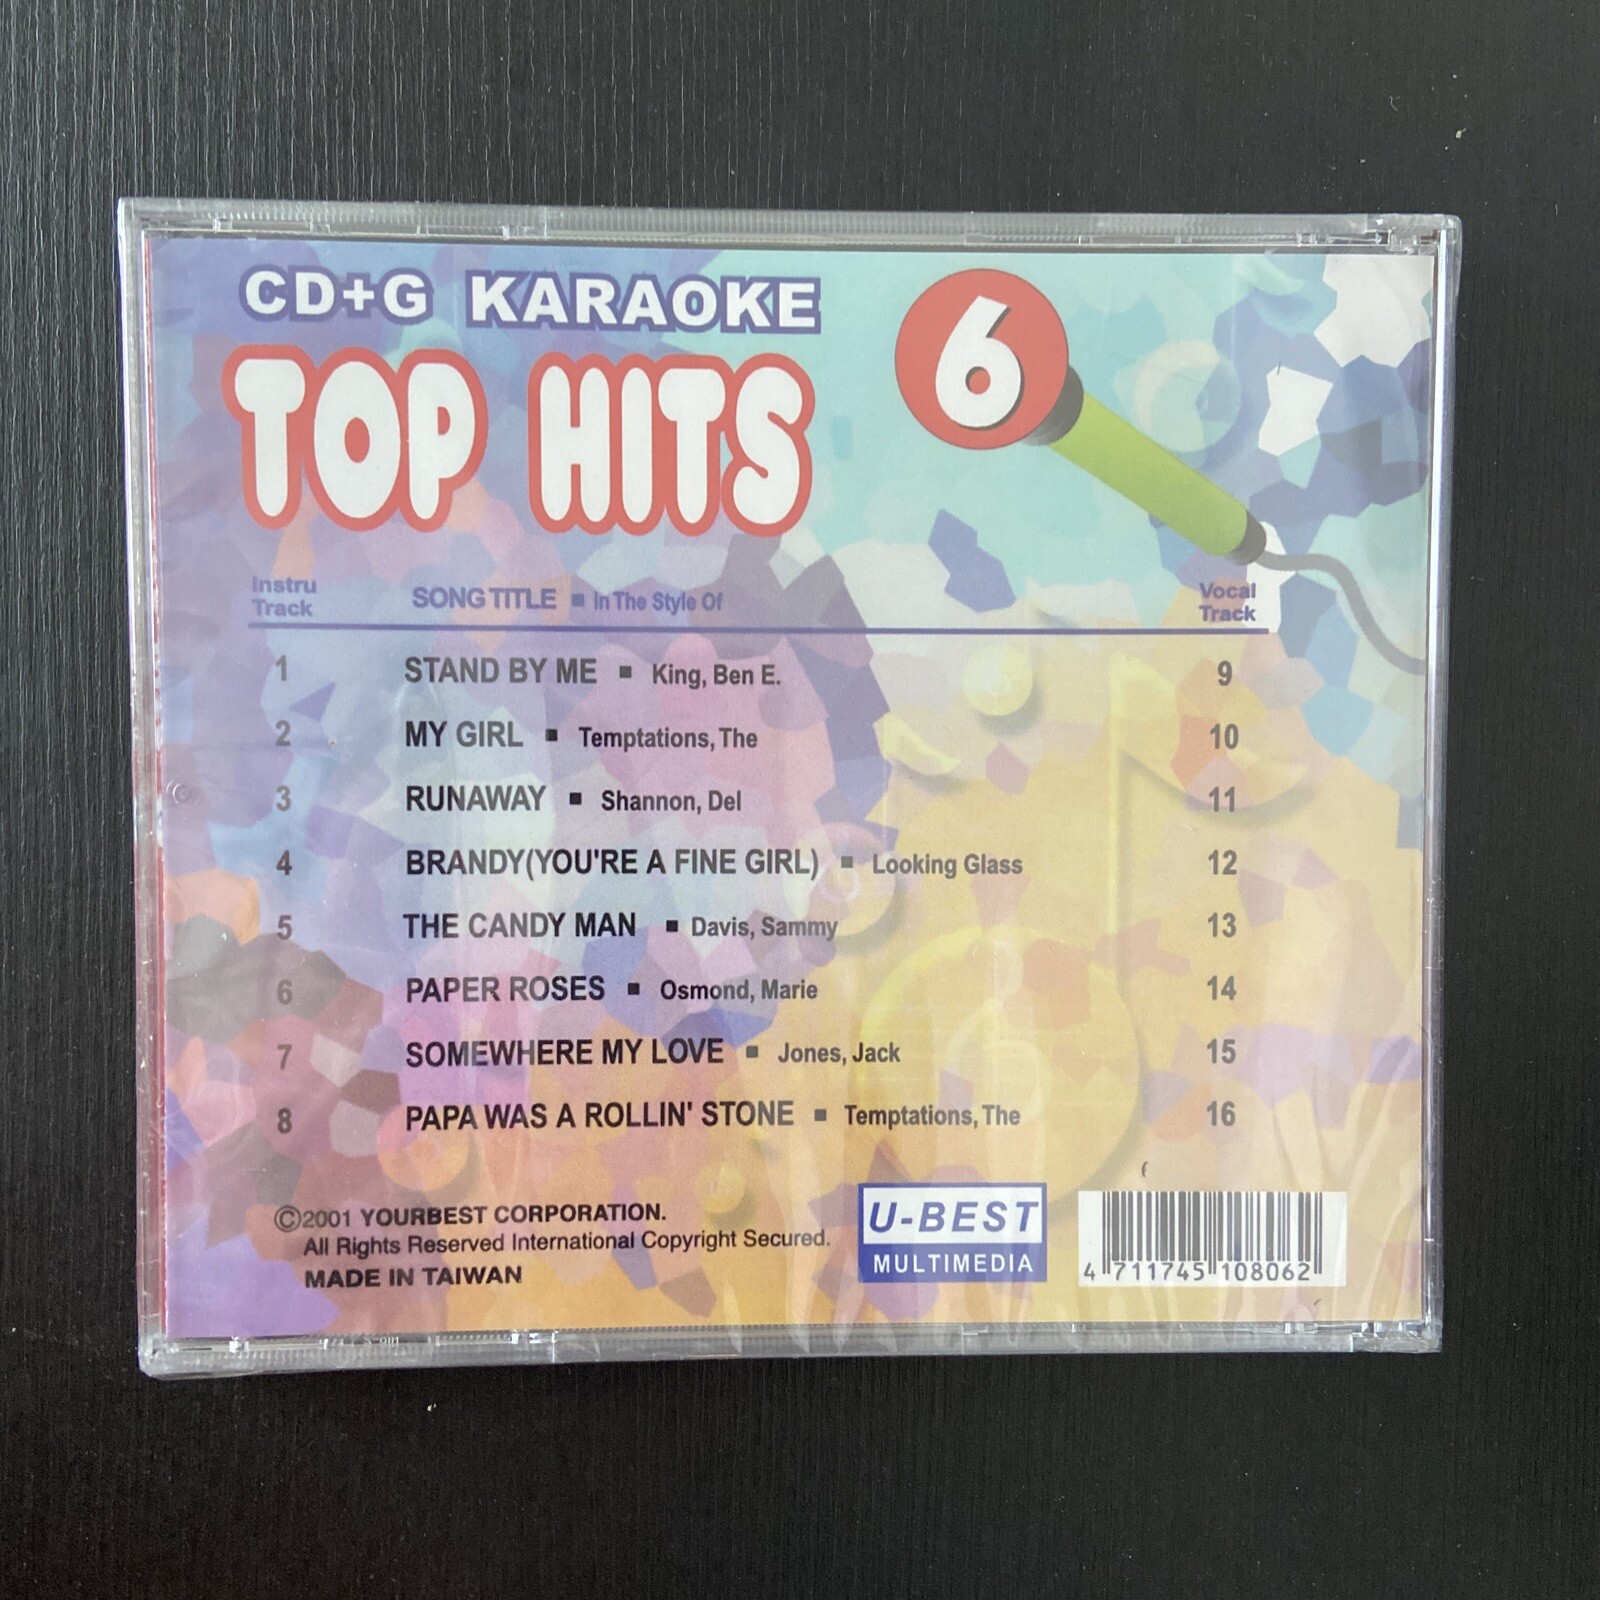 CD+G KARAOKE
6
TOP HITS
Instru Track SONG TITLE ■ In The Style Of Vocal Track
1 STAND BY ME ■ King, Ben E. 9
2 MY GIRL ■ Temptations, The 10
3 RUNAWAY ■ Shannon, Del 11
4 BRANDY(YOU'RE A FINE GIRL) ■ Looking Glass 12
5 THE CANDY MAN ■ Davis, Sammy 13
6 PAPER ROSES ■ Osmond, Marie 14
7 SOMEWHERE MY LOVE ■ Jones, Jack 15
8 PAPA WAS A ROLLIN' STONE ■ Temptations, The 16
©2001 YOURBEST CORPORATION.
All Rights Reserved International Copyright Secured.
MADE IN TAIWAN
U-BEST
MULTIMEDIA
4 711745 108062